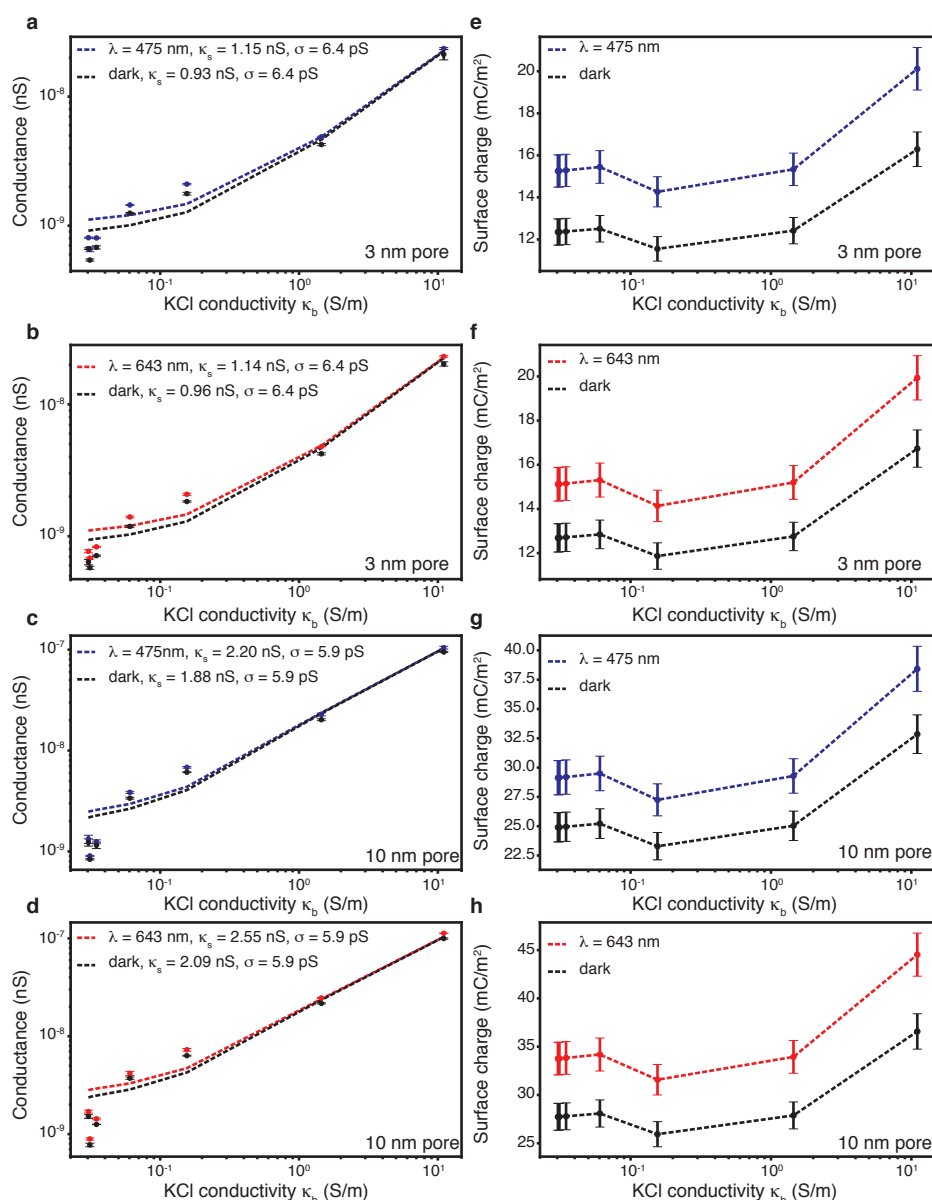 a
Conductance (nS)
10⁻⁸
10⁻⁹
λ = 475 nm, κₛ = 1.15 nS, σ = 6.4 pS
dark, κₛ = 0.93 nS, σ = 6.4 pS
3 nm pore
10⁻¹ 10⁰ 10¹
KCl conductivity κ_b (S/m)
e
Surface charge (mC/m²)
20
18
16
14
12
λ = 475 nm
dark
3 nm pore
10⁻¹ 10⁰ 10¹
KCl conductivity κ_b (S/m)
b
Conductance (nS)
10⁻⁸
10⁻⁹
λ = 643 nm, κₛ = 1.14 nS, σ = 6.4 pS
dark, κₛ = 0.96 nS, σ = 6.4 pS
3 nm pore
10⁻¹ 10⁰ 10¹
KCl conductivity κ_b (S/m)
f
Surface charge (mC/m²)
20
18
16
14
12
λ = 643 nm
dark
3 nm pore
10⁻¹ 10⁰ 10¹
KCl conductivity κ_b (S/m)
c
Conductance (nS)
10⁻⁷
10⁻⁸
10⁻⁹
λ = 475nm, κₛ = 2.20 nS, σ = 5.9 pS
dark, κₛ = 1.88 nS, σ = 5.9 pS
10 nm pore
10⁻¹ 10⁰ 10¹
KCl conductivity κ_b (S/m)
g
Surface charge (mC/m²)
40.0
37.5
35.0
32.5
30.0
27.5
25.0
22.5
λ = 475 nm
dark
10 nm pore
10⁻¹ 10⁰ 10¹
KCl conductivity κ_b (S/m)
d
Conductance (nS)
10⁻⁷
10⁻⁸
10⁻⁹
λ = 643 nm, κₛ = 2.55 nS, σ = 5.9 pS
dark, κₛ = 2.09 nS, σ = 5.9 pS
10 nm pore
10⁻¹ 10⁰ 10¹
KCl conductivity κ_b (S/m)
h
Surface charge (mC/m²)
45
40
35
30
25
λ = 643 nm
dark
10 nm pore
10⁻¹ 10⁰ 10¹
KCl conductivity κ_b (S/m)